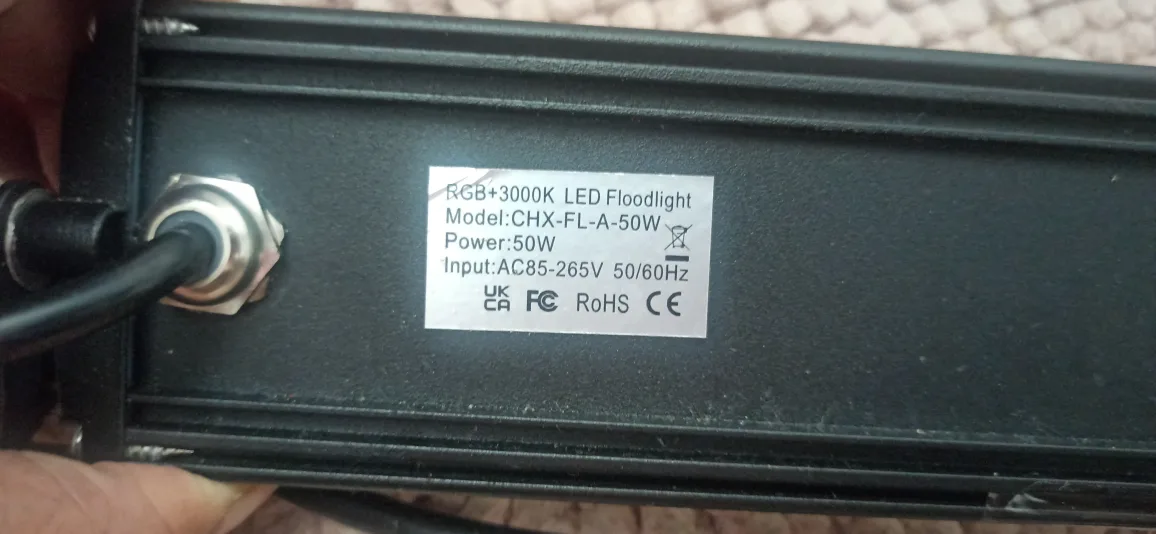 RGB+3000K LED Floodlight
Model:CHX-FL-A-50W
Power:50W
Input:AC85-265V 50/60Hz
UK
CA FC RoHS CE